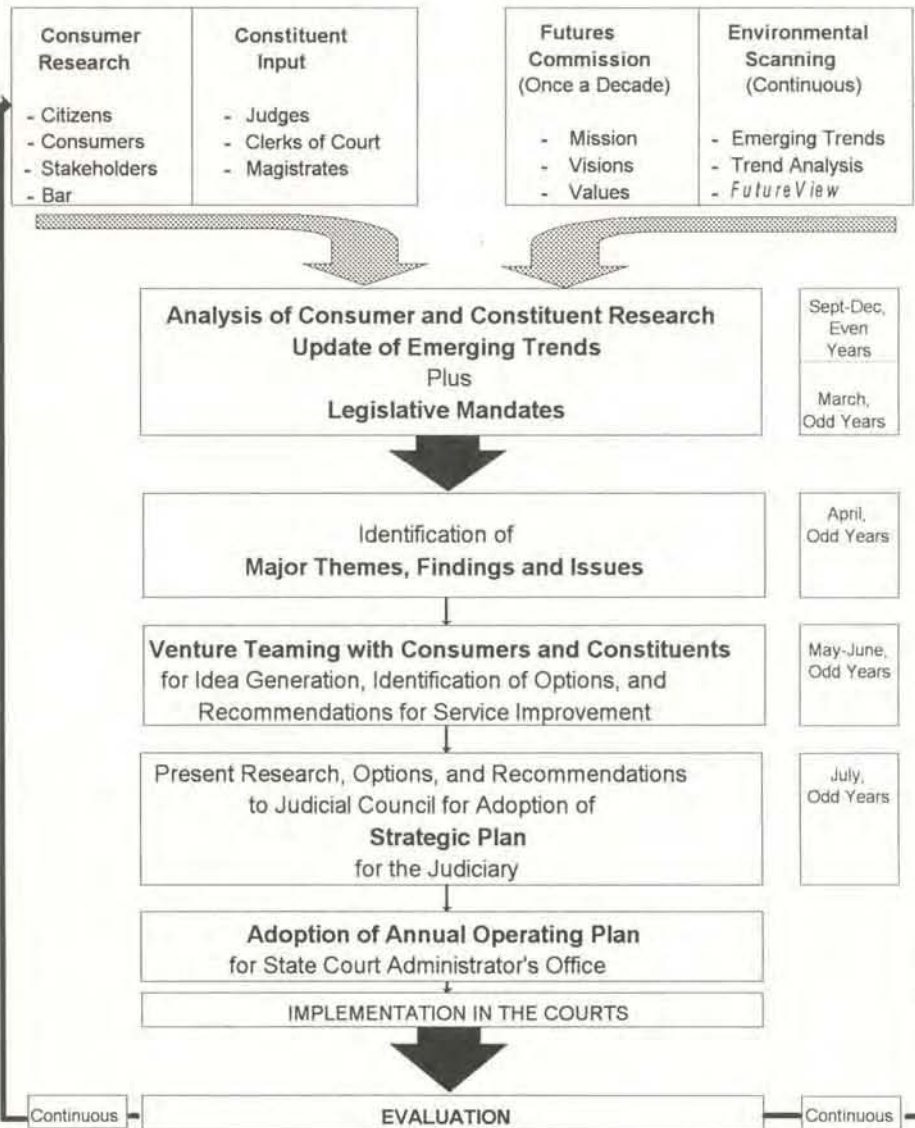 Consumer
Research
- Citizens
- Consumers
- Stakeholders
- Bar
Constituent
Input
- Judges
- Clerks of Court
- Magistrates
Futures
Commission
(Once a Decade)
- Mission
- Visions
- Values
Environmental
Scanning
(Continuous)
- Emerging Trends
- Trend Analysis
- FutureView
Analysis of Consumer and Constituent Research
Update of Emerging Trends
Plus
Legislative Mandates
Sept-Dec,
Even
Years
March,
Odd Years
Identification of
Major Themes, Findings and Issues
April,
Odd Years
Venture Teaming with Consumers and Constituents
for Idea Generation, Identification of Options, and
Recommendations for Service Improvement
May-June,
Odd Years
Present Research, Options, and Recommendations
to Judicial Council for Adoption of
Strategic Plan
for the Judiciary
July,
Odd Years
Adoption of Annual Operating Plan
for State Court Administrator's Office
IMPLEMENTATION IN THE COURTS
Continuous
EVALUATION
Continuous